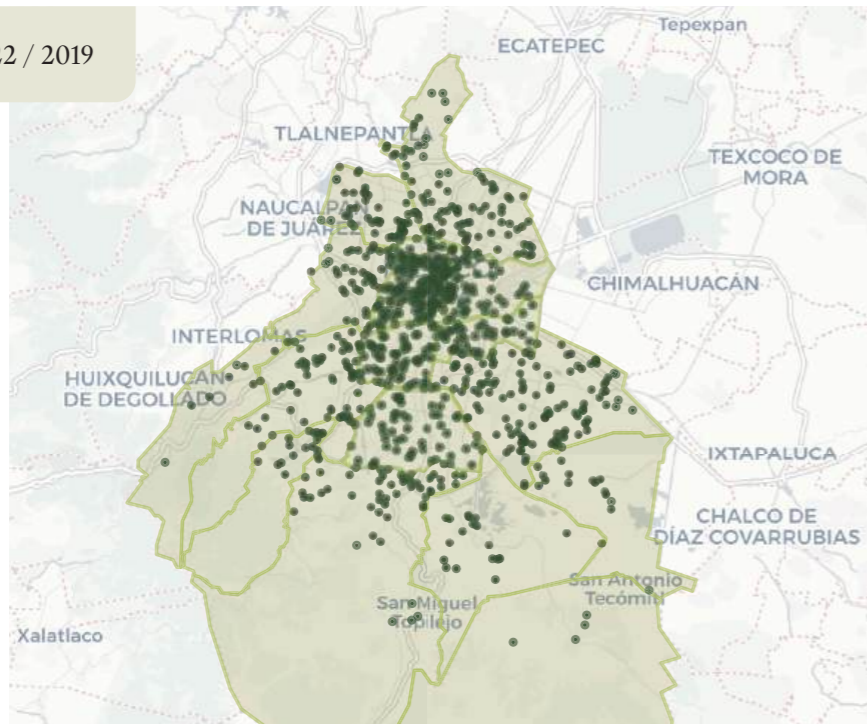 22 / 2019
Tepexpan
ECATEPEC
TLALNEPANTLA
TEXCOCO DE
MORA
NAUCALPAN
DE JUÁREZ
CHIMALHUACÁN
INTERLOMAS
HUIXQUILUCAN
DE DEGOLLADO
IXTAPALUCA
CHALCO DE
DÍAZ COVARRUBIAS
San Antonio
Tecómitl
San Miguel
Topilejo
Xalatlaco